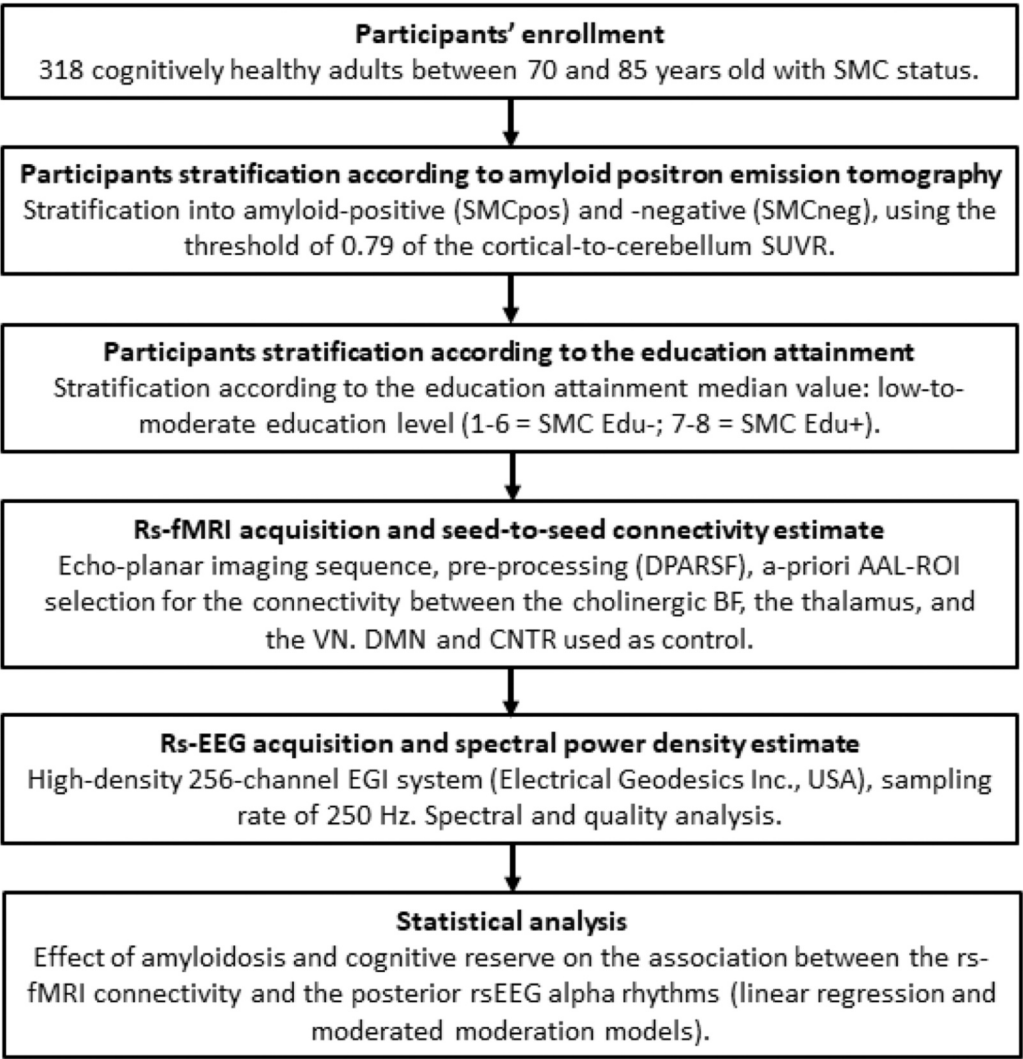 Participants’ enrollment
318 cognitively healthy adults between 70 and 85 years old with SMC status.
Participants stratification according to amyloid positron emission tomography
Stratification into amyloid-positive (SMCpos) and -negative (SMCneg), using the
threshold of 0.79 of the cortical-to-cerebellum SUVR.
Participants stratification according to the education attainment
Stratification according to the education attainment median value: low-to-
moderate education level (1-6 = SMC Edu-; 7-8 = SMC Edu+).
Rs-fMRI acquisition and seed-to-seed connectivity estimate
Echo-planar imaging sequence, pre-processing (DPARSF), a-priori AAL-ROI
selection for the connectivity between the cholinergic BF, the thalamus, and
the VN. DMN and CNTR used as control.
Rs-EEG acquisition and spectral power density estimate
High-density 256-channel EGI system (Electrical Geodesics Inc., USA), sampling
rate of 250 Hz. Spectral and quality analysis.
Statistical analysis
Effect of amyloidosis and cognitive reserve on the association between the rs-
fMRI connectivity and the posterior rsEEG alpha rhythms (linear regression and
moderated moderation models).